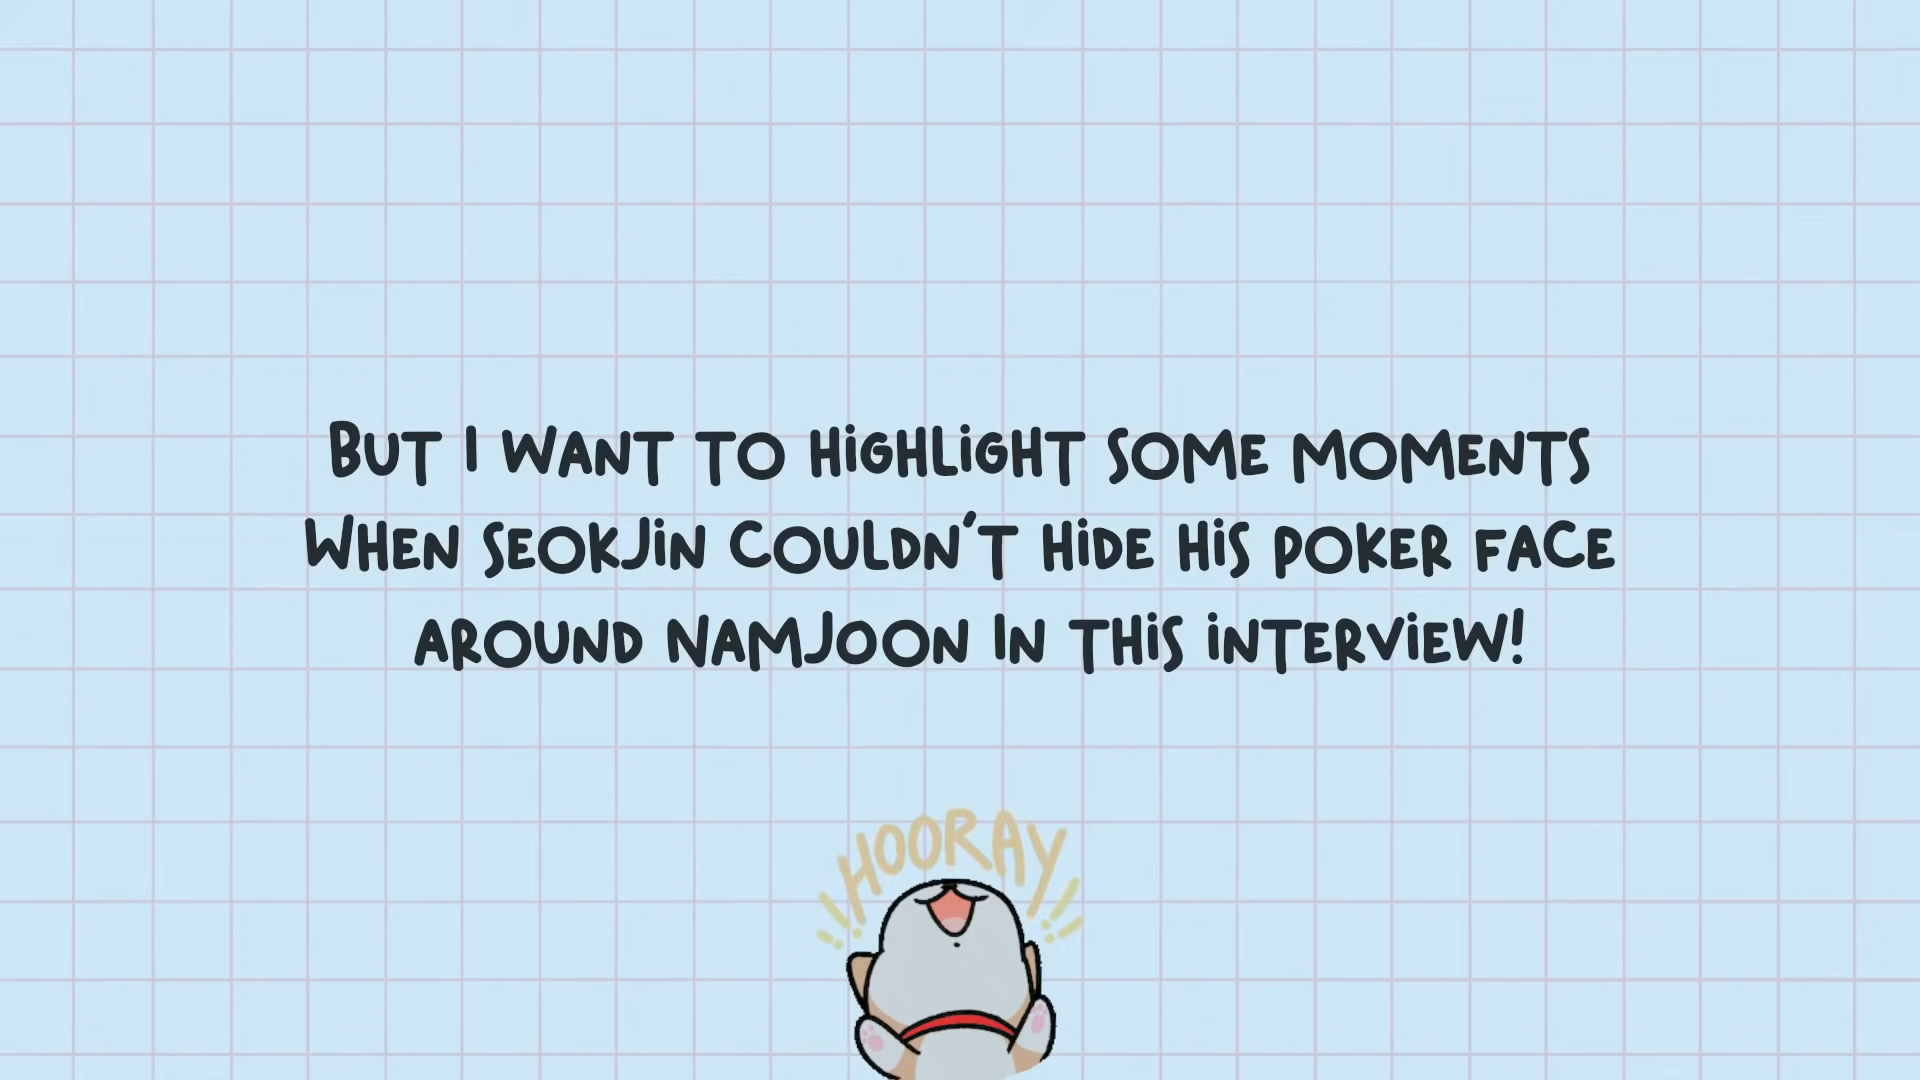 BUT I WANT TO HiGHLiGHT SOME MOMENTS
WHEN SEOKJiN COULDN'T HiDE HiS POKER FACE
AROUND NAMJOON IN THiS iNTERViEW!
HOORAY